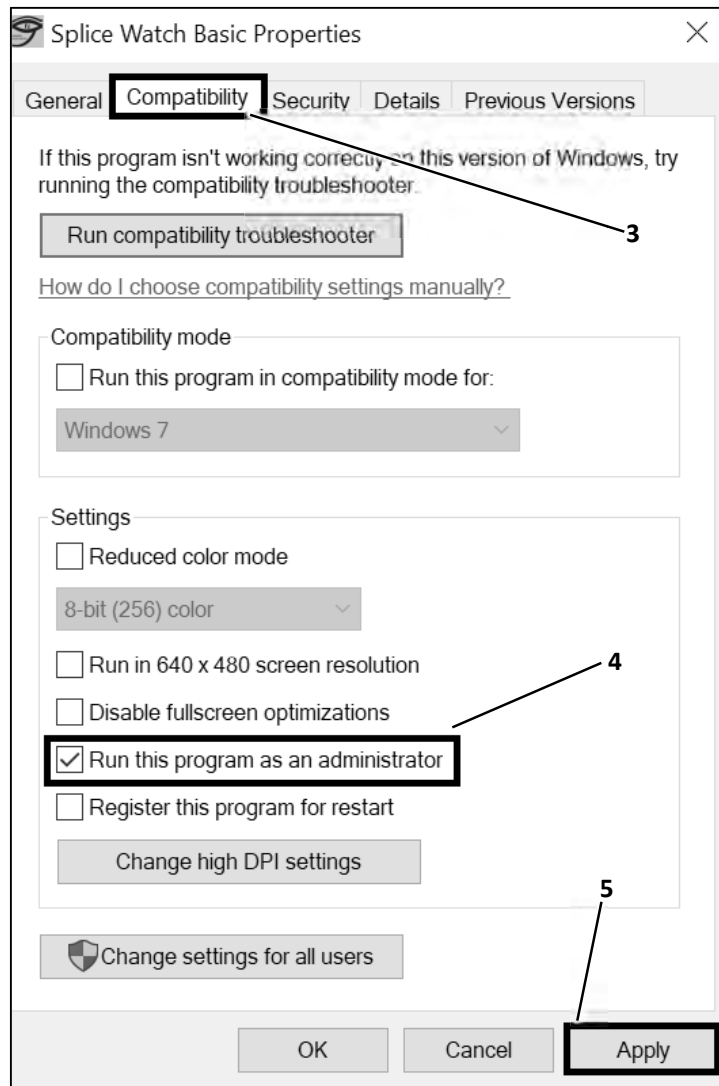 Splice Watch Basic Properties
General Compatibility Security Details Previous Versions
If this program isn't working correctly on this version of Windows, try
running the compatibility troubleshooter.
Run compatibility troubleshooter
3
How do I choose compatibility settings manually?
Compatibility mode
Run this program in compatibility mode for:
Windows 7
Settings
Reduced color mode
8-bit (256) color
Run in 640 x 480 screen resolution
4
Disable fullscreen optimizations
Run this program as an administrator
Register this program for restart
Change high DPI settings
5
Change settings for all users
OK Cancel Apply